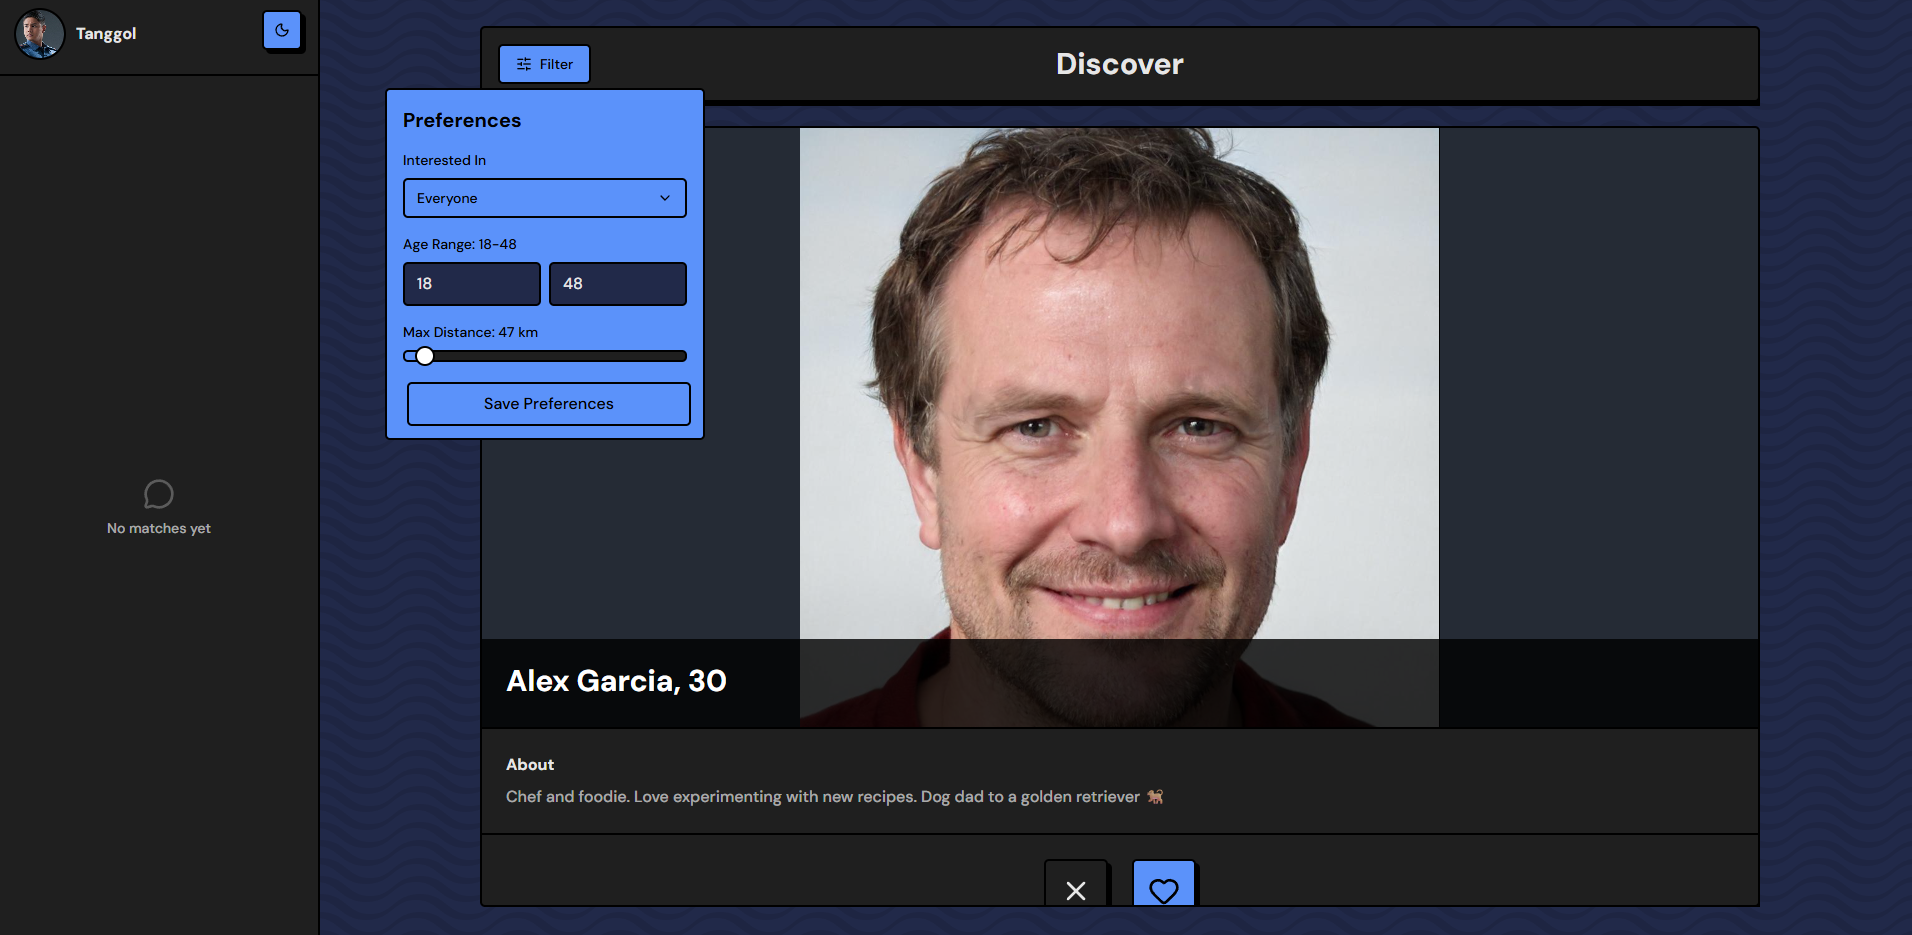 Tanggol
Filter
Discover
Preferences
Interested In
Everyone
Age Range: 18-48
18
48
Max Distance: 47 km
Save Preferences
No matches yet
Alex Garcia, 30
About
Chef and foodie. Love experimenting with new recipes. Dog dad to a golden retriever 🐕